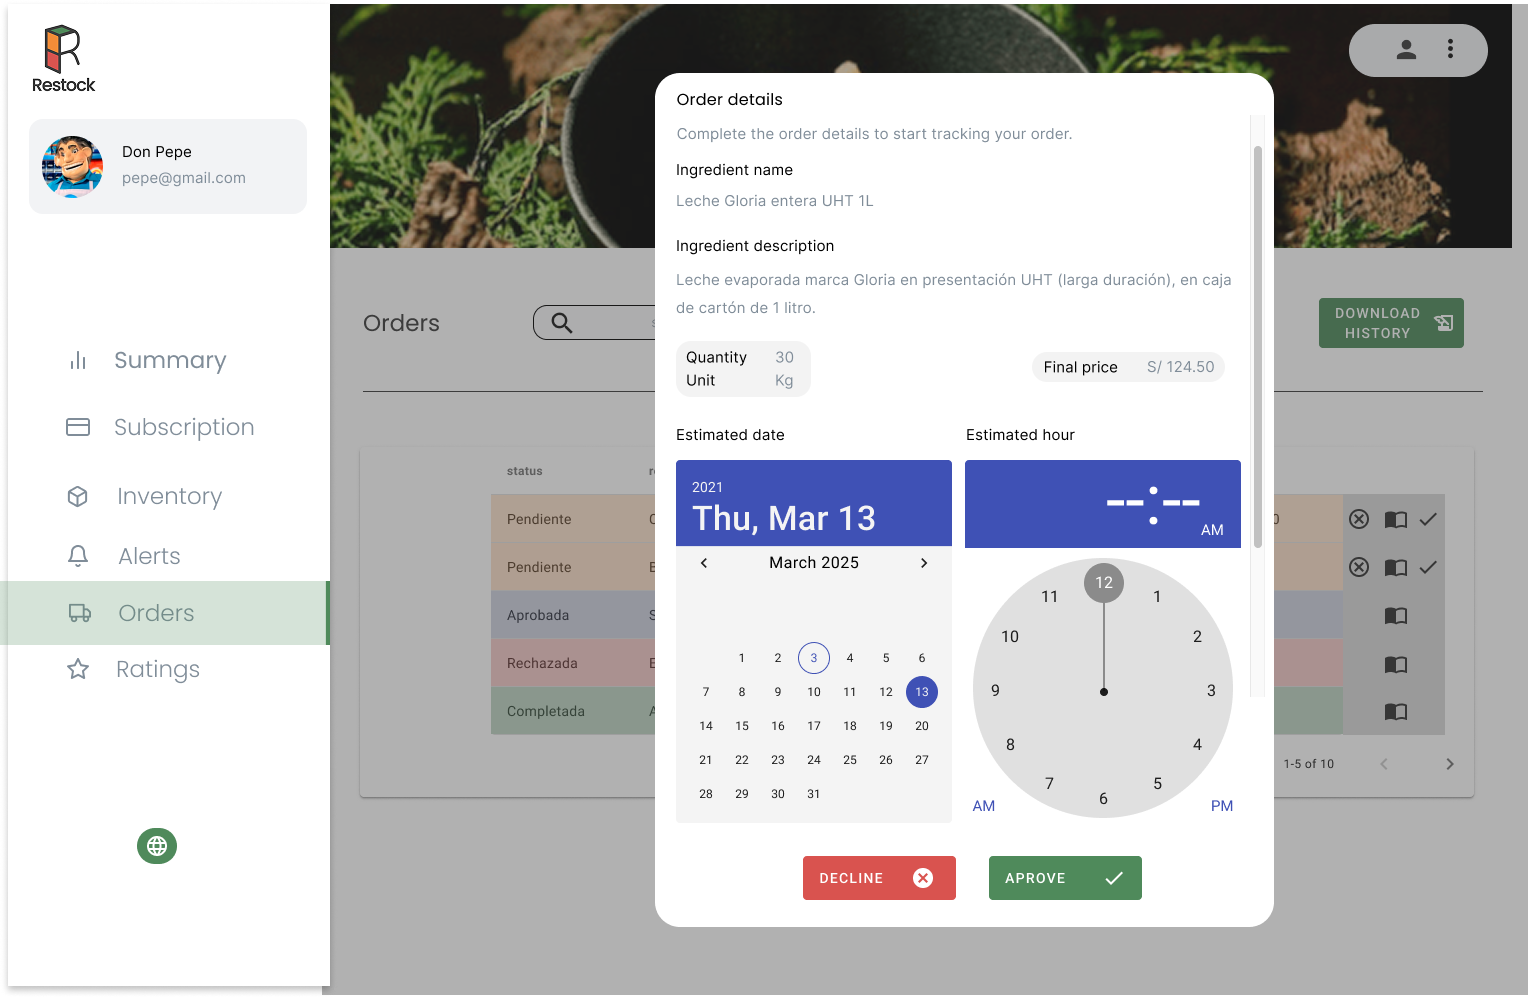 Restock
Don Pepe
pepe@gmail.com
Summary
Subscription
Inventory
Alerts
Orders
Ratings
Orders
DOWNLOAD
HISTORY
status
Pendiente
Pendiente
Aprobada
Rechazada
Completada
1-5 of 10
Order details
Complete the order details to start tracking your order.
Ingredient name
Leche Gloria entera UHT 1L
Ingredient description
Leche evaporada marca Gloria en presentación UHT (larga duración), en caja
de cartón de 1 litro.
Quantity 30
Unit Kg
Final price S/ 124.50
Estimated date
2021
Thu, Mar 13
March 2025
1 2 3 4 5 6
7 8 9 10 11 12 13
14 15 16 17 18 19 20
21 22 23 24 25 26 27
28 29 30 31
Estimated hour
--:--
AM
12
11 1
10 2
9 3
8 4
7 5
6
AM PM
DECLINE
APROVE